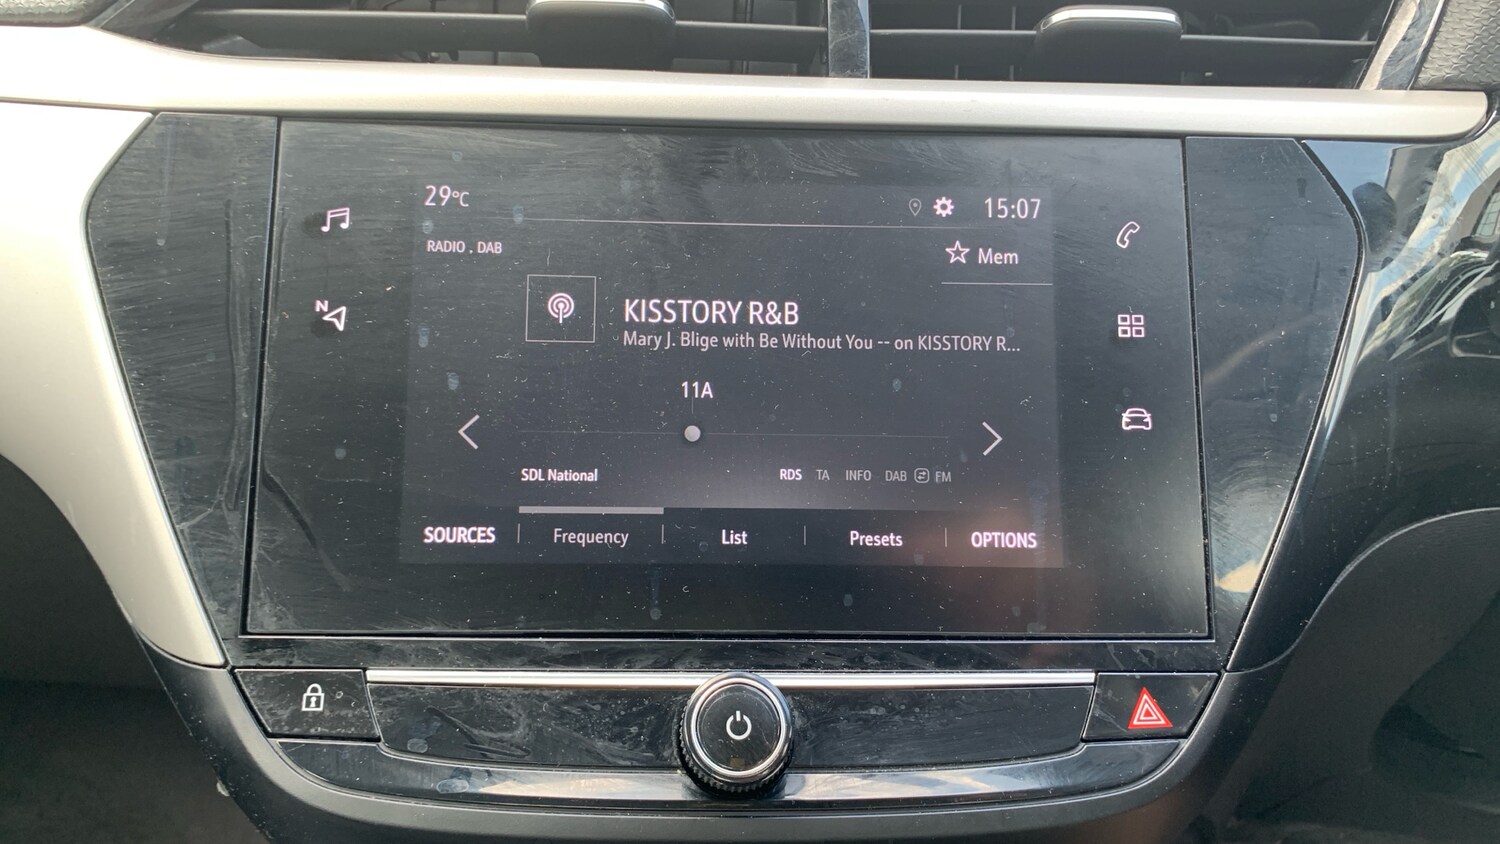 29°C
15:07
RADIO . DAB
Mem
N
KISSTORY R&B
Mary J. Blige with Be Without You -- on KISSTORY R...
11A
SDL National
RDS TA INFO DAB FM
SOURCES Frequency List Presets OPTIONS